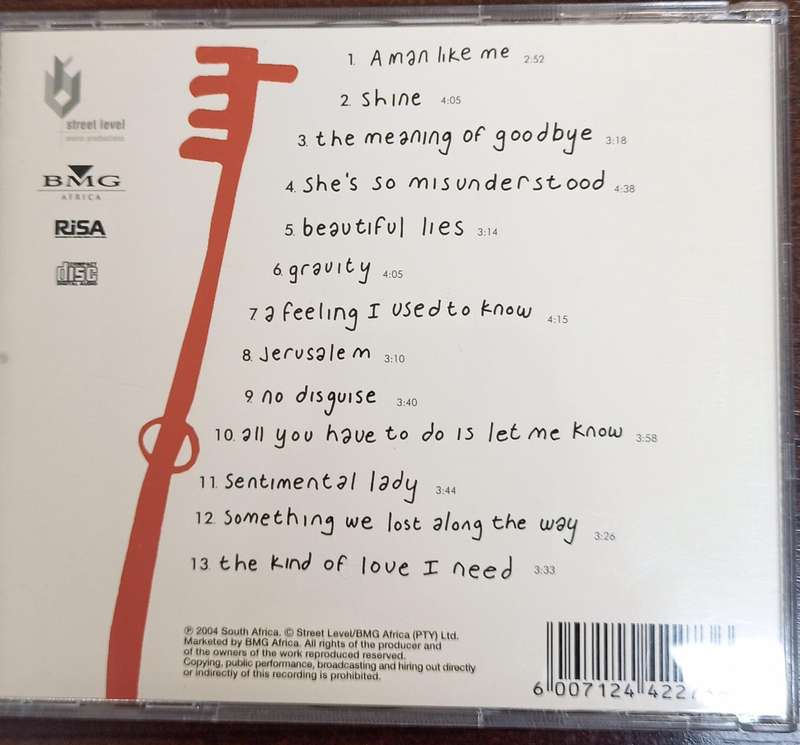 street level
BMG
AFRICA
RiSA
COMPACT
disc
DIGITAL AUDIO
1. A man like me 2:52
2. shine 4:05
3. the meaning of goodbye 3:18
4. she's so misunderstood 4:38
5. beautiful lies 3:14
6. gravity 4:05
7. a feeling I used to know 4:15
8. Jerusalem 3:10
9. no disguise 3:40
10. all you have to do is let me know 3:58
11. sentimental lady 3:44
12. something we lost along the way 3:26
13. the kind of love I need 3:33
℗ 2004 South Africa. © Street Level/BMG Africa (PTY) Ltd.
Marketed by BMG Africa. All rights of the producer and
of the owners of the work reproduced reserved.
Copying, public performance, broadcasting and hiring out directly
or indirectly of this recording is prohibited.
6 007124